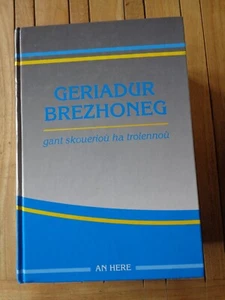 GERIADUR
BREZHONEG
gant skouerioù ha troiennoù
AN HERE